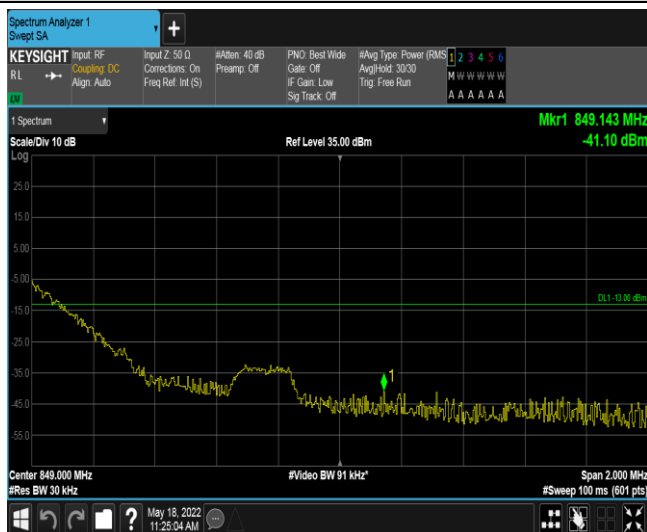 Spectrum Analyzer 1
Swept SA
+
KEYSIGHT
RL
Input: RF
Coupling: DC
Align: Auto
Input Z: 50 Ω
Corrections: On
Freq Ref: Int (S)
#Atten: 40 dB
Preamp: Off
PNO: Best Wide
Gate: Off
IF Gain: Low
Sig Track: Off
#Avg Type: Power (RMS
Avg|Hold: 30/30
Trig: Free Run
1 2 3 4 5 6
M W W W W W
A A A A A A
1 Spectrum
Mkr1 849.143 MHz
-41.10 dBm
Scale/Div 10 dB
Ref Level 35.00 dBm
Log
25.0
15.0
5.00
-5.00
DL1 -13.00 dBm
-15.0
-25.0
-35.0
1
-45.0
-55.0
Center 849.000 MHz
#Video BW 91 kHz*
Span 2.000 MHz
#Res BW 30 kHz
#Sweep 100 ms (601 pts)
?
May 18, 2022
11:25:04 AM